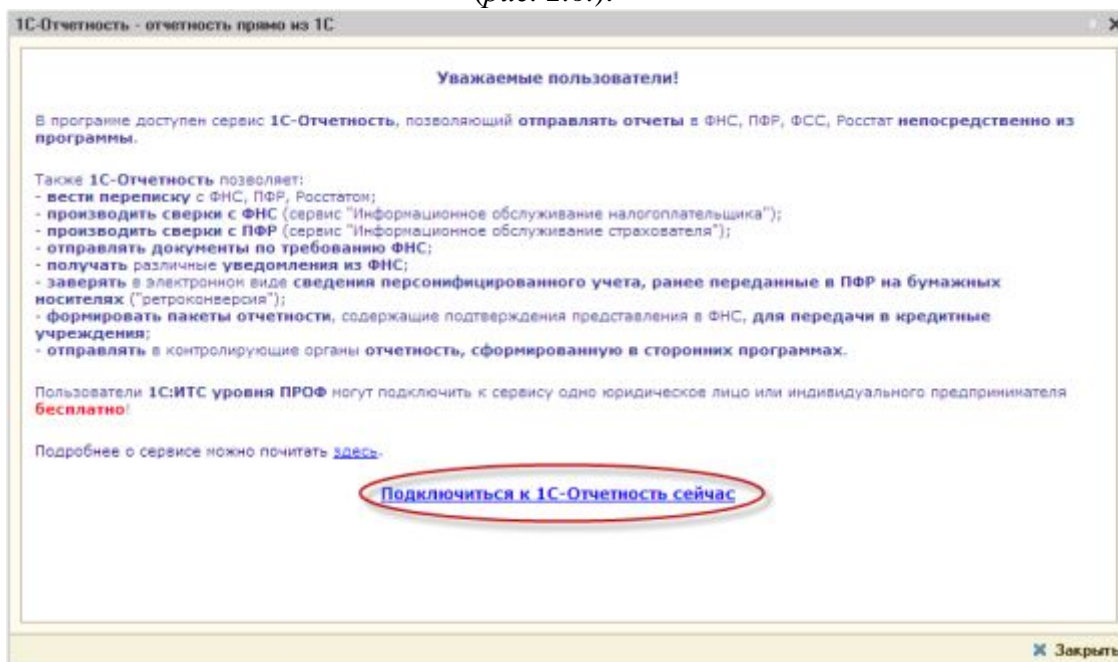 (рис. 2.6.).
1С-Отчетность - отчетность прямо из 1С
Уважаемые пользователи!
В программе доступен сервис 1С-Отчетность, позволяющий отправлять отчеты в ФНС, ПФР, ФСС, Росстат непосредственно из
программы.
Также 1С-Отчетность позволяет:
- вести переписку с ФНС, ПФР, Росстатом;
- производить сверки с ФНС (сервис "Информационное обслуживание налогоплательщика");
- производить сверки с ПФР (сервис "Информационное обслуживание страхователя");
- отправлять документы по требованию ФНС;
- получать различные уведомления из ФНС;
- заверять в электронном виде сведения персонифицированного учета, ранее переданные в ПФР на бумажных
носителях ("ретроконверсия");
- формировать пакеты отчетности, содержащие подтверждения представления в ФНС, для передачи в кредитные
учреждения;
- отправлять в контролирующие органы отчетность, сформированную в сторонних программах.
Пользователи 1С:ИТС уровня ПРОФ могут подключить к сервису одно юридическое лицо или индивидуального предпринимателя
бесплатно!
Подробнее о сервисе можно почитать здесь.
Подключиться к 1С-Отчетность сейчас
Закрыть